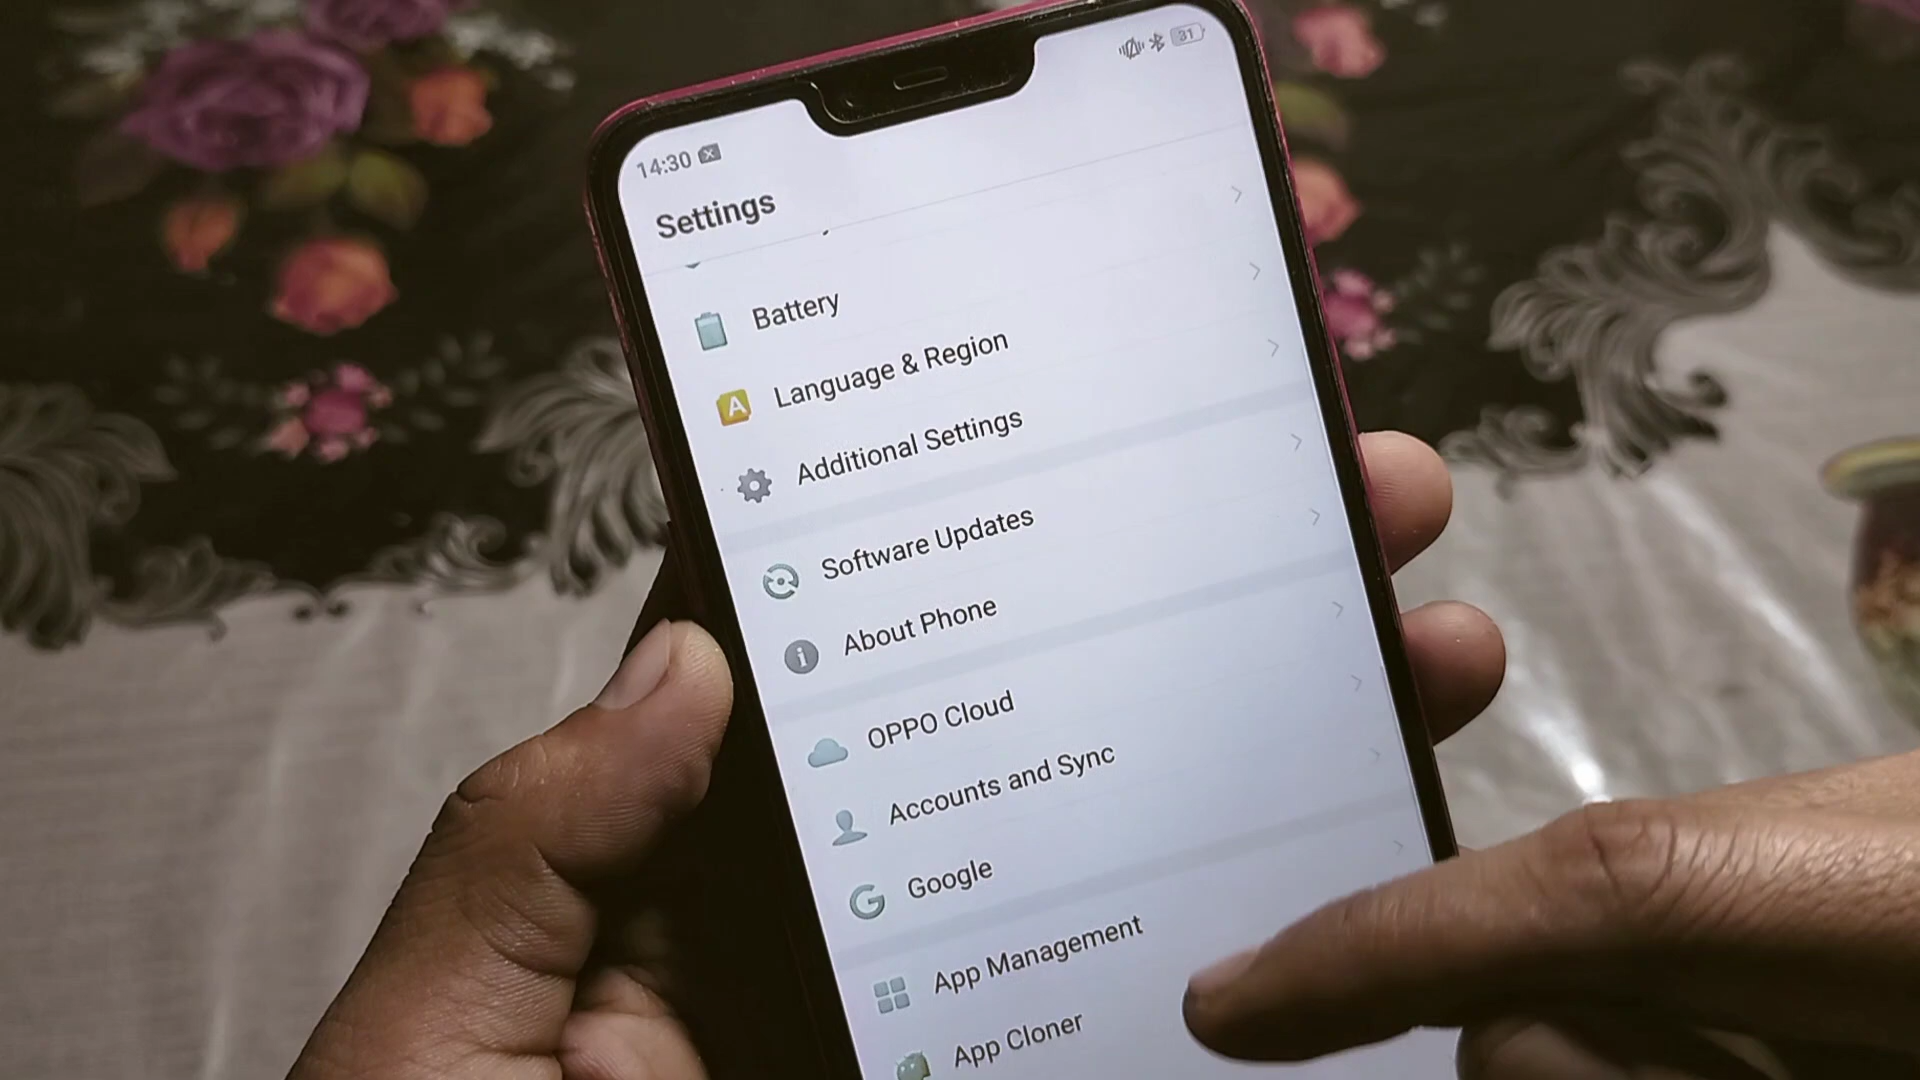 14:30
31
Settings
Battery
Language & Region
Additional Settings
Software Updates
About Phone
OPPO Cloud
Accounts and Sync
Google
App Management
App Cloner